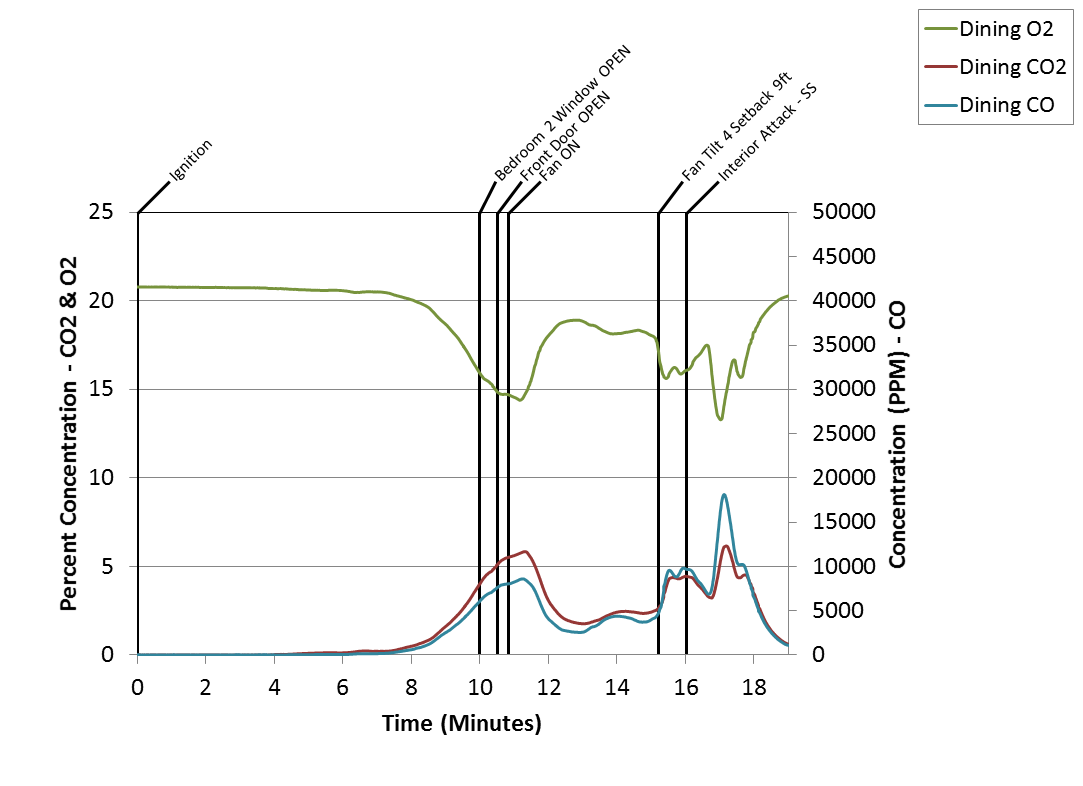 Dining O2
Dining CO2
Dining CO
Ignition
Bedroom 2 Window OPEN
Front Door OPEN
Fan ON
Fan Tilt 4 Setback 9ft
Interior Attack - SS
Percent Concentration - CO2 & O2
25
20
15
10
5
0
50000
45000
40000
35000
30000
25000
20000
15000
10000
5000
0
Concentration (PPM) - CO
0 2 4 6 8 10 12 14 16 18
Time (Minutes)